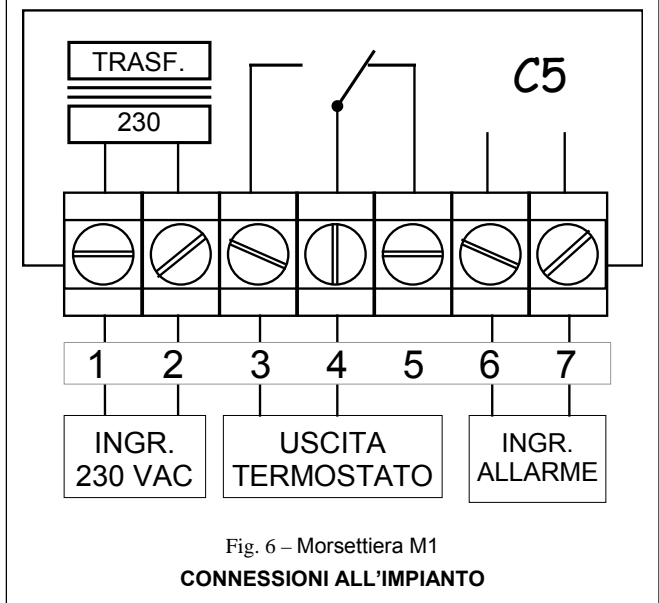 TRASF.
230
C5
1 2 3 4 5 6 7
INGR.
230 VAC
USCITA
TERMOSTATO
INGR.
ALLARME
Fig. 6 – Morsettiera M1
CONNESSIONI ALL'IMPIANTO